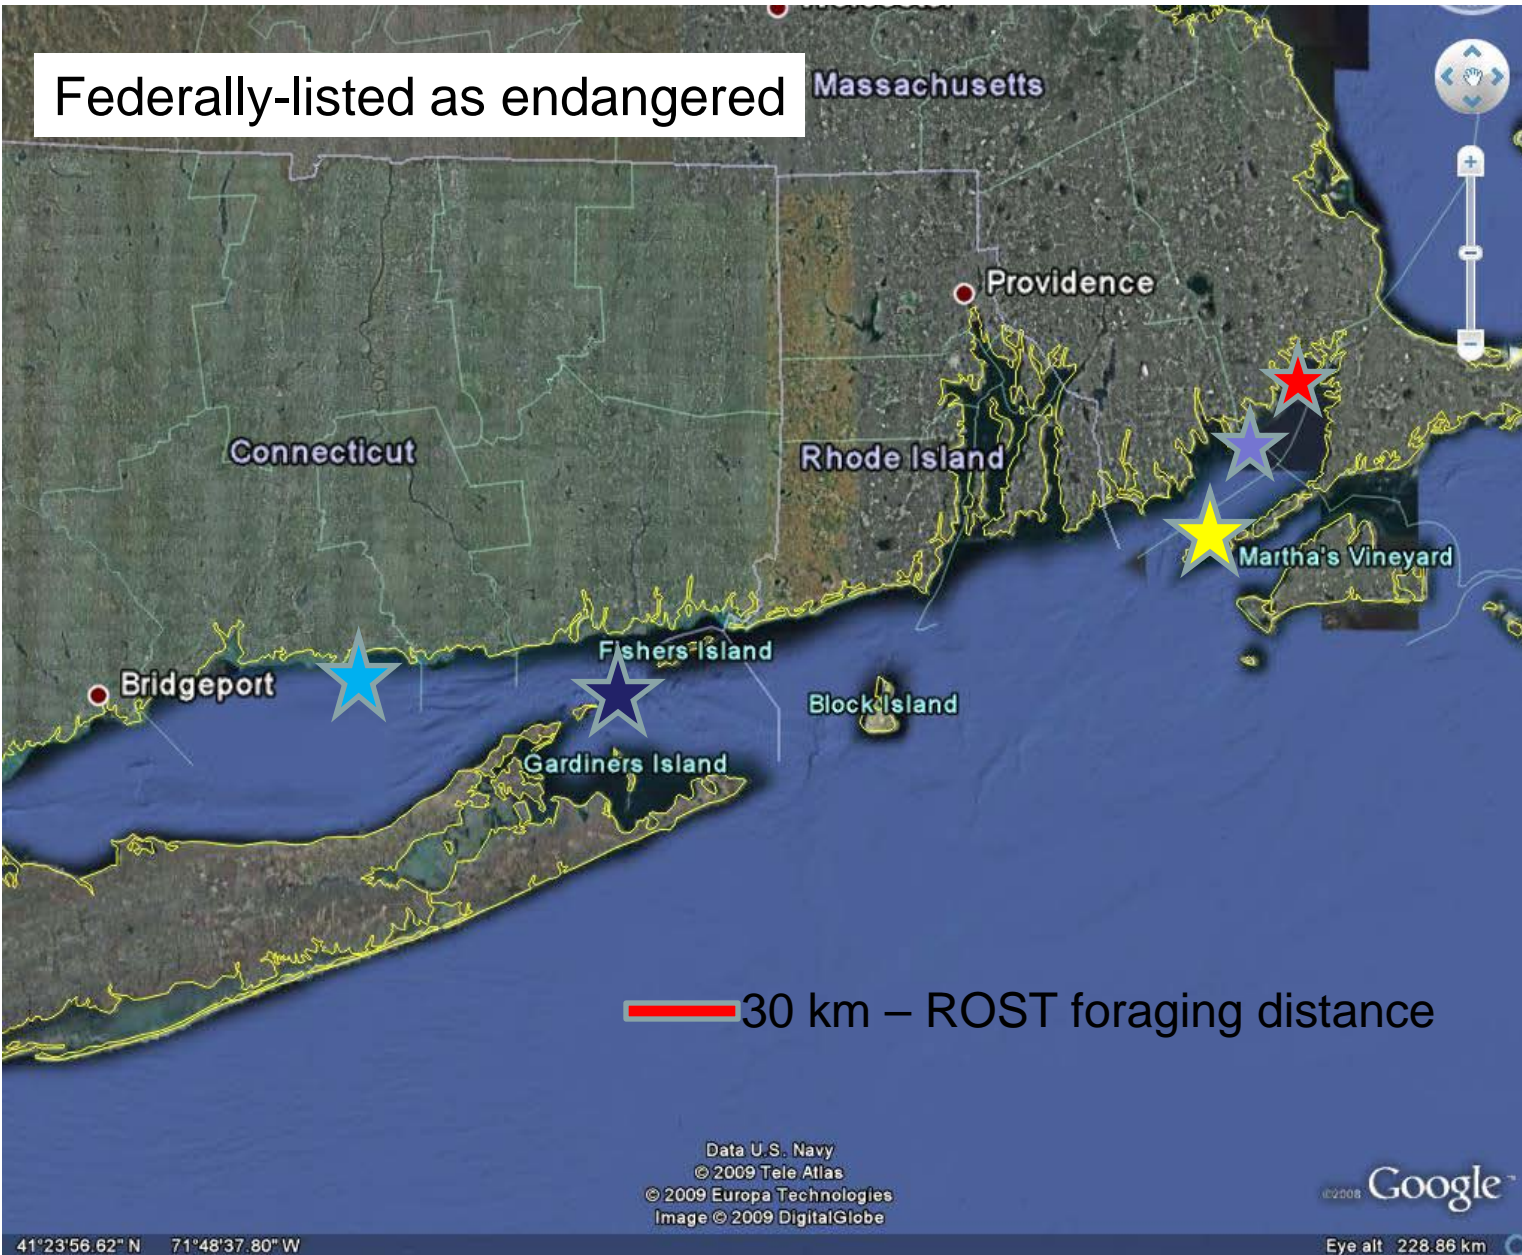 Federally-listed as endangered
Massachusetts
Providence
Connecticut
Rhode Island
Martha's Vineyard
Fishers Island
Bridgeport
Block Island
Gardiners Island
30 km – ROST foraging distance
Data U.S. Navy
© 2009 Tele Atlas
© 2009 Europa Technologies
Image © 2009 DigitalGlobe
©2008 Google™
41°23'56.62" N 71°48'37.80" W
Eye alt 228.86 km